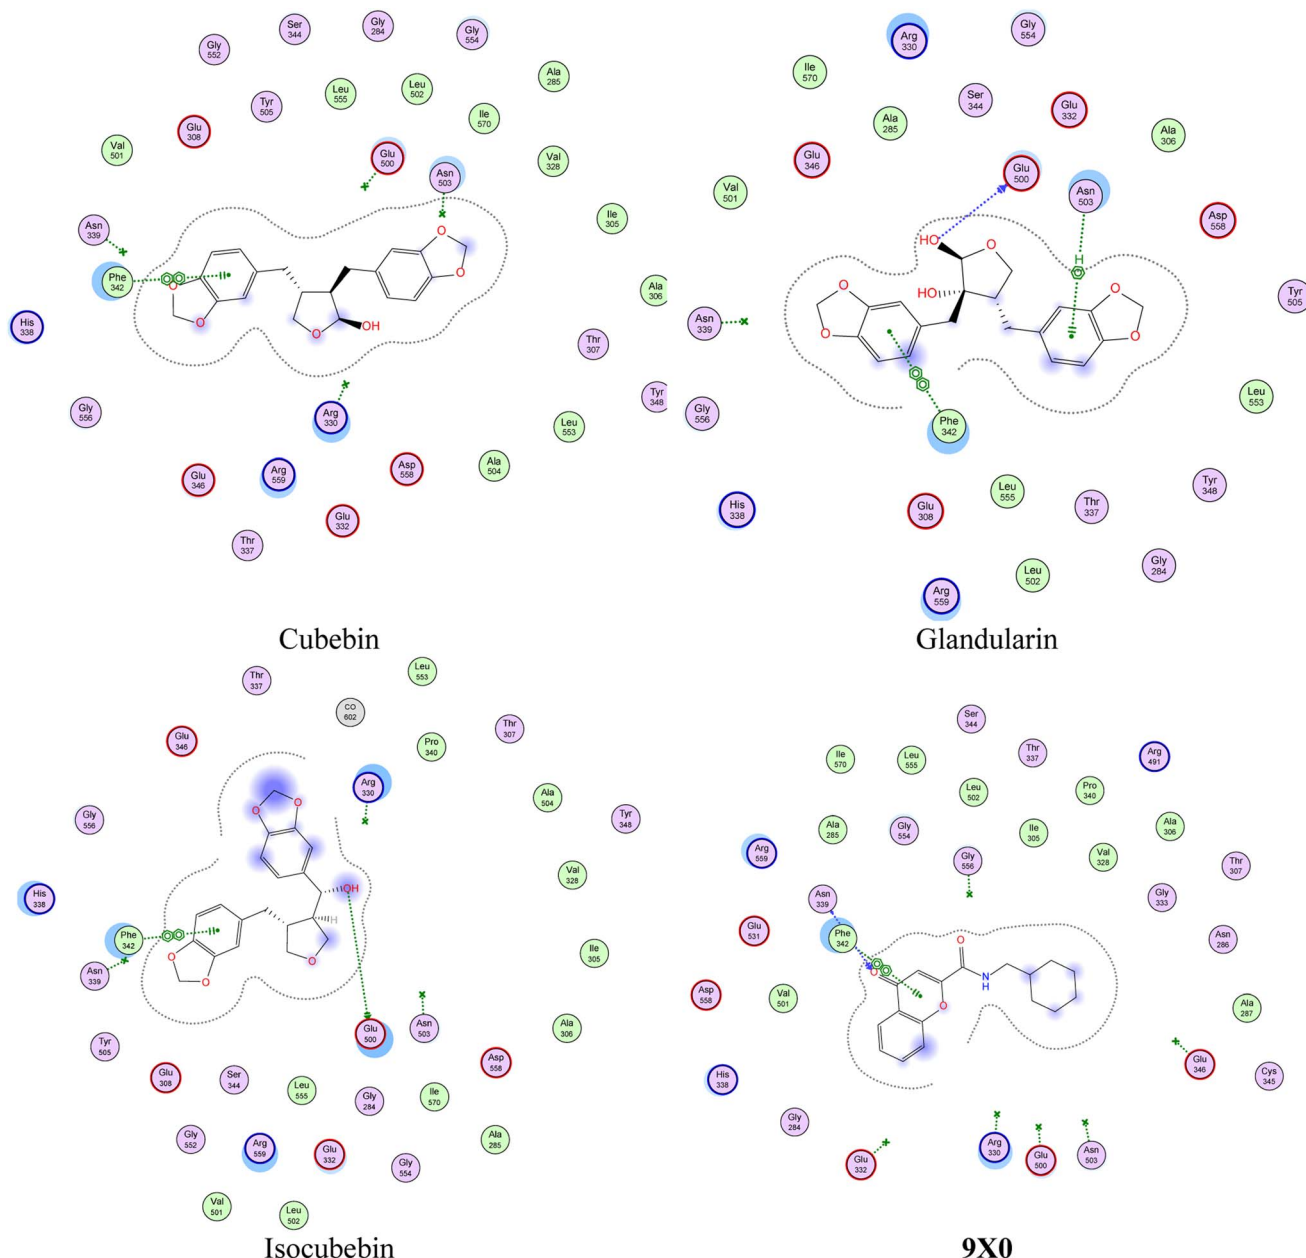 Ser 344
Gly 284
Gly 554
Gly 552
Ala 285
Leu 555
Leu 502
Tyr 505
Ile 570
Glu 308
Val 501
Glu 500
Val 328
Asn 503
Ile 305
Asn 339
O
O
Phe 342
O
O
Ala 306
His 338
O
OH
Thr 307
Tyr 348
Gly 556
Arg 330
Leu 553
Glu 346
Arg 559
Asp 558
Ala 504
Glu 332
Thr 337
Cubebin
Arg 330
Gly 554
Ile 570
Ser 344
Glu 332
Ala 285
Ala 306
Glu 346
Glu 500
Val 501
Asn 503
Asp 558
HO
O
H
HO
O
O
O
O
Tyr 505
Asn 339
Leu 553
Gly 556
Phe 342
Leu 555
Tyr 348
His 338
Glu 308
Thr 337
Gly 284
Leu 502
Arg 559
Glandularin
Leu 553
Thr 337
CO 602
Thr 307
Glu 346
Pro 340
Arg 330
Ala 504
O
O
Gly 556
Tyr 348
Val 328
His 338
OH
H
Phe 342
Ile 305
Asn 339
O
O
O
Glu 500
Asn 503
Ala 306
Tyr 505
Asp 558
Glu 308
Ser 344
Leu 555
Gly 284
Ile 570
Gly 552
Arg 559
Glu 332
Gly 554
Ala 285
Val 501
Leu 502
Isocubebin
Ser 344
Ile 570
Leu 555
Thr 337
Arg 491
Leu 502
Pro 340
Ala 285
Gly 554
Ile 305
Ala 306
Arg 559
Gly 556
Val 328
Thr 307
Asn 339
Gly 333
Glu 531
Phe 342
Asn 286
O
O
N
H
Asp 558
Val 501
O
Ala 287
Glu 346
Cys 345
His 338
Gly 284
Arg 330
Glu 500
Asn 503
Glu 332
9X0